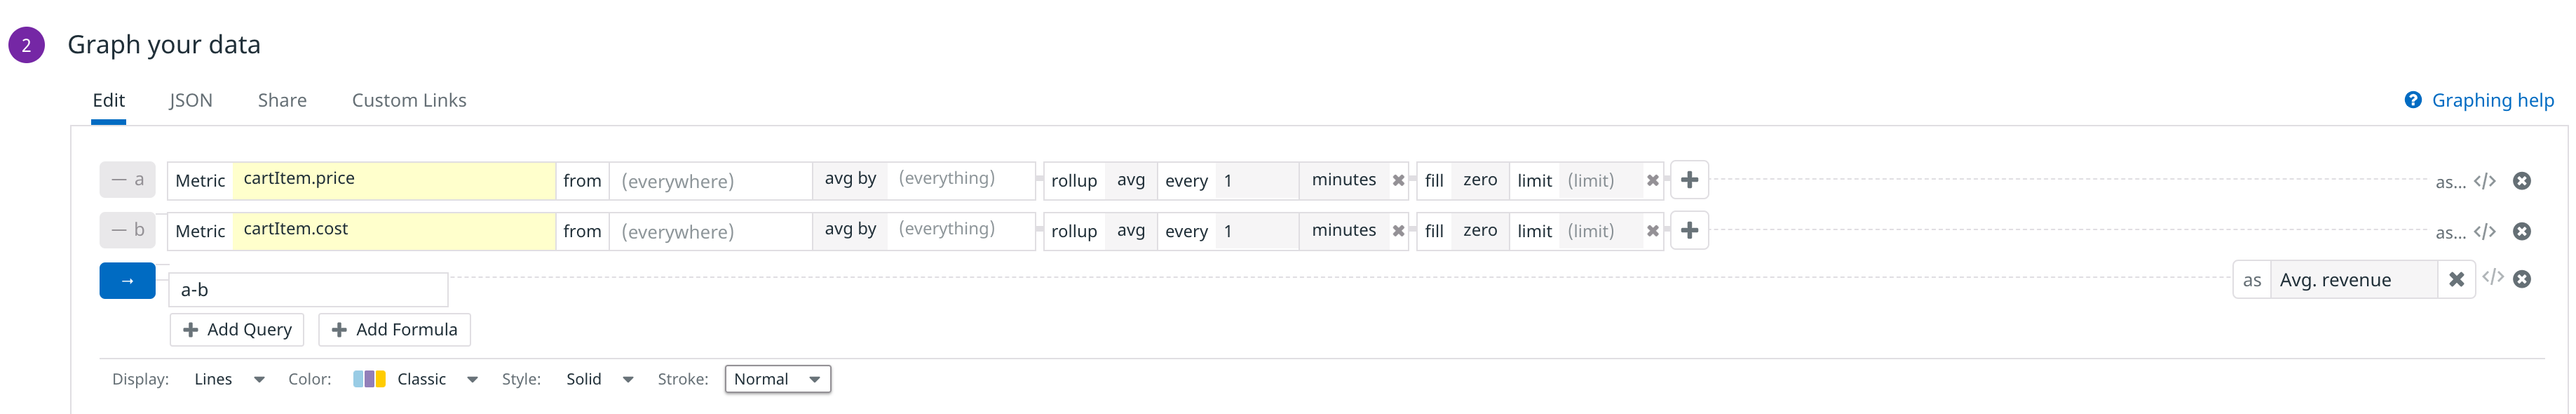 2 Graph your data
Edit JSON Share Custom Links Graphing help
— a Metric cartItem.price from (everywhere) avg by (everything) rollup avg every 1 minutes fill zero limit (limit) as... </>
— b Metric cartItem.cost from (everywhere) avg by (everything) rollup avg every 1 minutes fill zero limit (limit) as... </>
→ a-b as Avg. revenue </>
Add Query Add Formula
Display: Lines Color: Classic Style: Solid Stroke: Normal